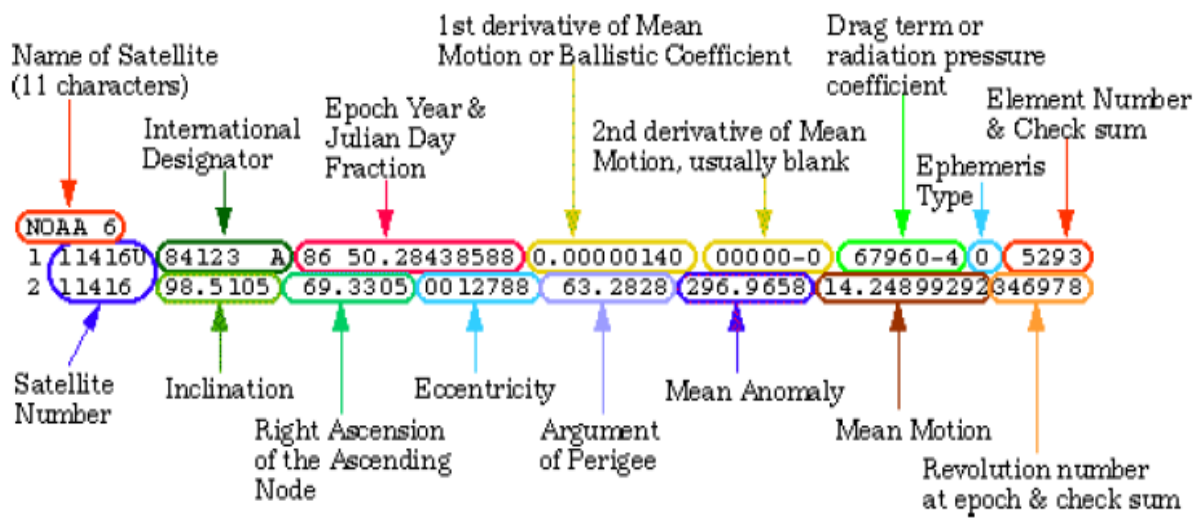 Name of Satellite
(11 characters)
International
Designator
Epoch Year &
Julian Day
Fraction
1st derivative of Mean
Motion or Ballistic Coefficient
2nd derivative of Mean
Motion, usually blank
Drag term or
radiation pressure
coefficient
Ephemeris
Type
Element Number
& Check sum
NOAA 6
1 11416U 84123 A 86 50.28438588 0.00000140 00000-0 67960-4 0 5293
2 11416 98.5105 69.3305 0012788 63.2828 296.9658 14.24899292 346978
Satellite
Number
Inclination
Right Ascension
of the Ascending
Node
Eccentricity
Argument
of Perigee
Mean Anomaly
Mean Motion
Revolution number
at epoch & check sum